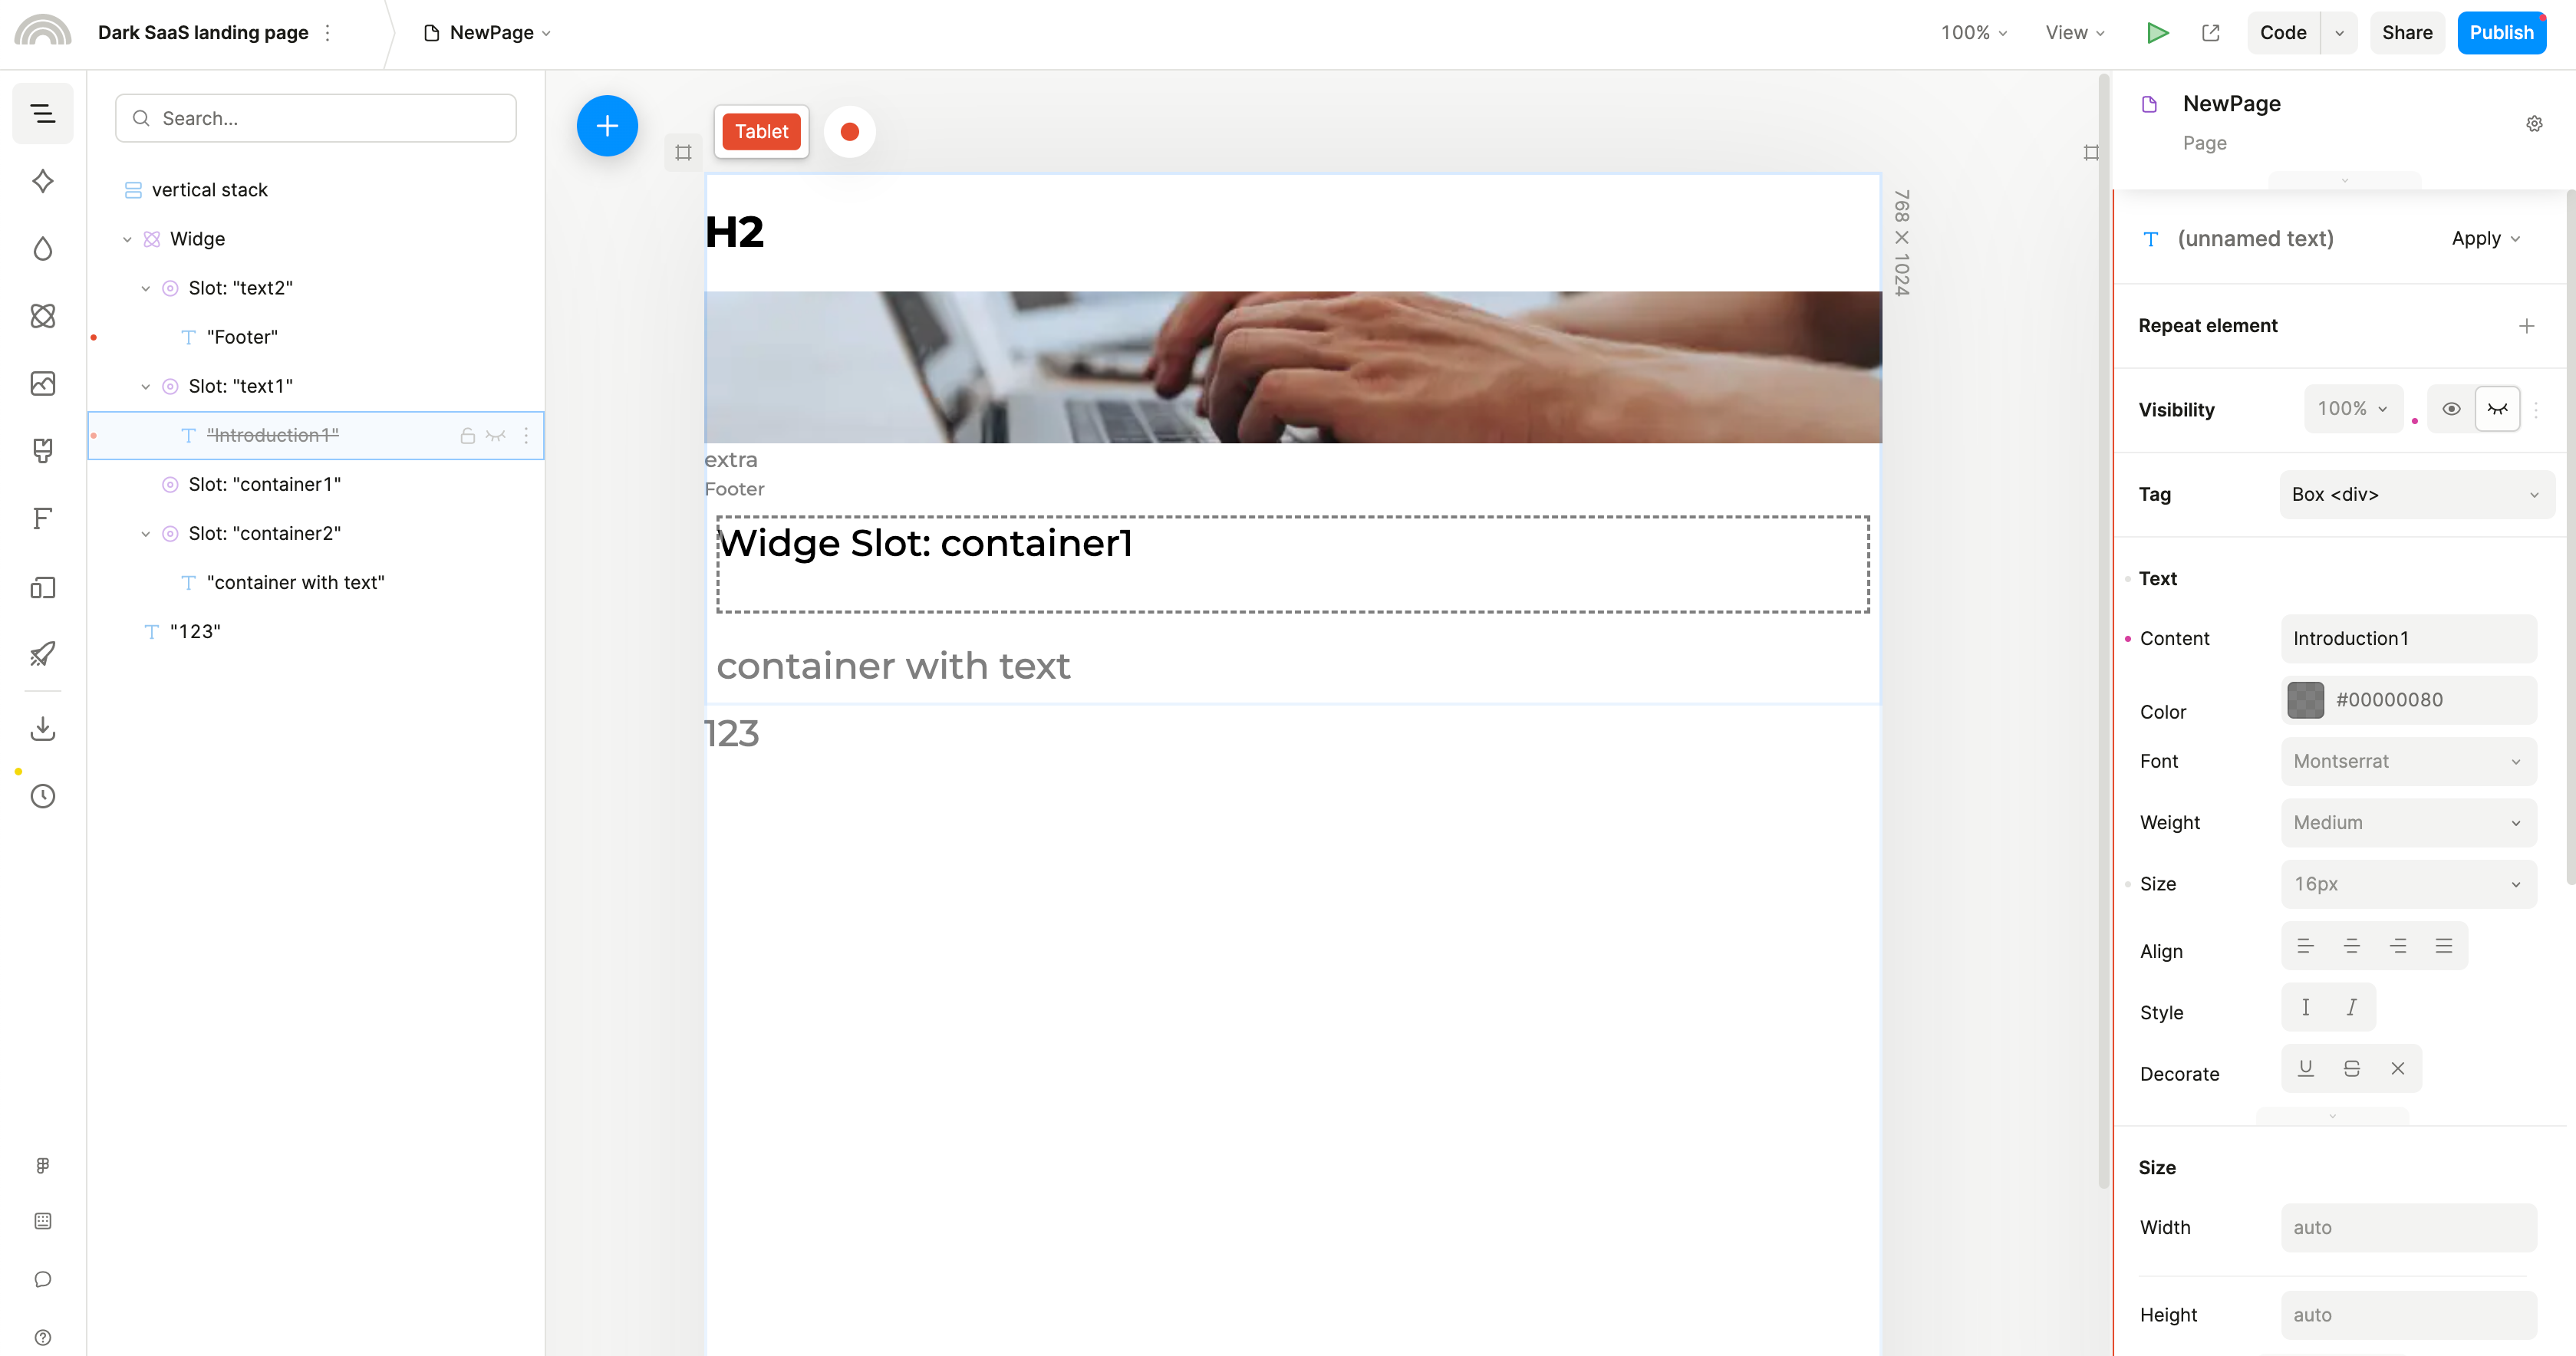 Dark SaaS landing page
NewPage
100%
View
Code
Share
Publish
Search...
vertical stack
Widge
Slot: "text2"
"Footer"
Slot: "text1"
"Introduction1"
Slot: "container1"
Slot: "container2"
"container with text"
"123"
Tablet
768 × 1024
H2
extra
Footer
Widge Slot: container1
container with text
123
NewPage
Page
(unnamed text)
Apply
Repeat element
Visibility
100%
Tag
Box <div>
Text
Content
Introduction1
Color
#00000080
Font
Montserrat
Weight
Medium
Size
16px
Align
Style
Decorate
Size
Width
auto
Height
auto